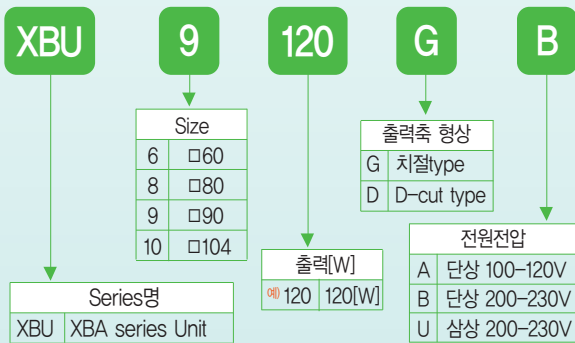 XBU 9 120 G B
Size
6 □60
8 □80
9 □90
10 □104
출력축 형상
G 치절type
D D-cut type
출력[W]
예) 120 120[W]
전원전압
A 단상 100-120V
B 단상 200-230V
U 삼상 200-230V
Series명
XBU XBA series Unit